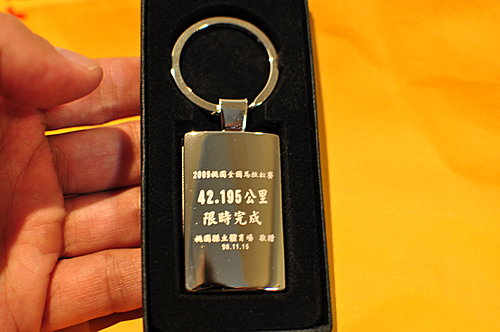 2009桃園全國馬拉松賽
42.195公里
限時完成
桃園縣立體育場 敬贈
98.11.15